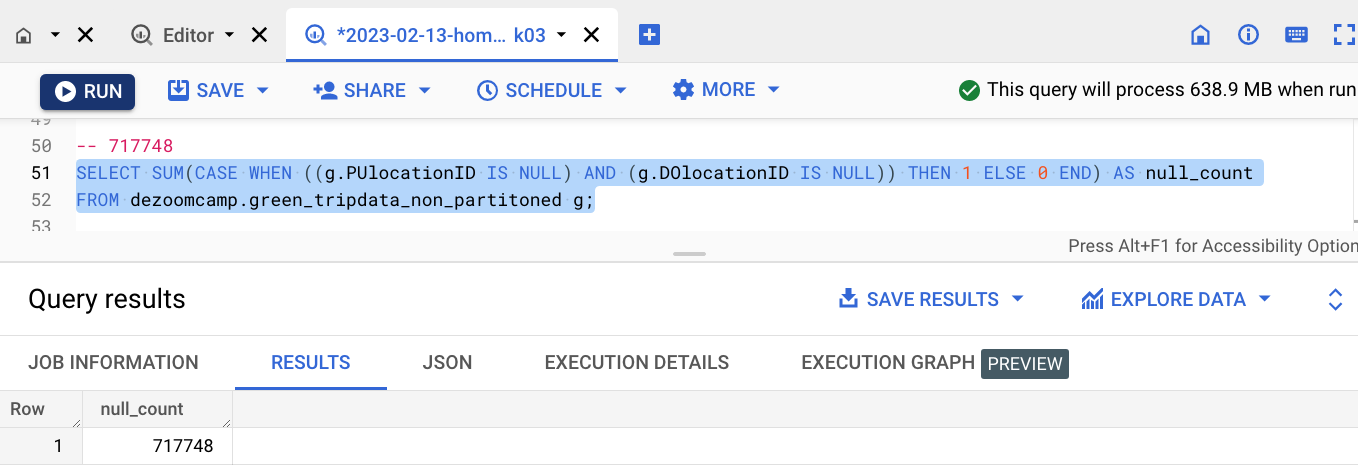 Editor
*2023-02-13-hom... k03
RUN
SAVE
SHARE
SCHEDULE
MORE
This query will process 638.9 MB when run
49
50 -- 717748
51 SELECT SUM(CASE WHEN ((g.PUlocationID IS NULL) AND (g.DOlocationID IS NULL)) THEN 1 ELSE 0 END) AS null_count
52 FROM dezoomcamp.green_tripdata_non_partitoned g;
53
Press Alt+F1 for Accessibility Option
Query results
SAVE RESULTS
EXPLORE DATA
JOB INFORMATION
RESULTS
JSON
EXECUTION DETAILS
EXECUTION GRAPH PREVIEW
Row null_count
1 717748